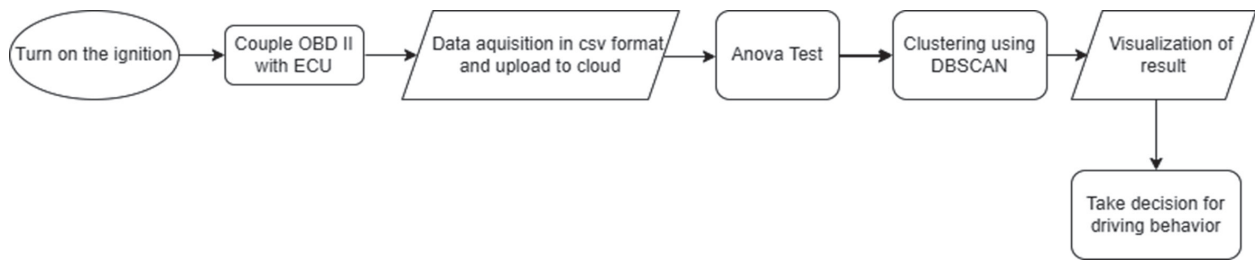 Turn on the ignition
Couple OBD II
with ECU
Data aquisition in csv format
and upload to cloud
Anova Test
Clustering using
DBSCAN
Visualization of
result
Take decision for
driving behavior